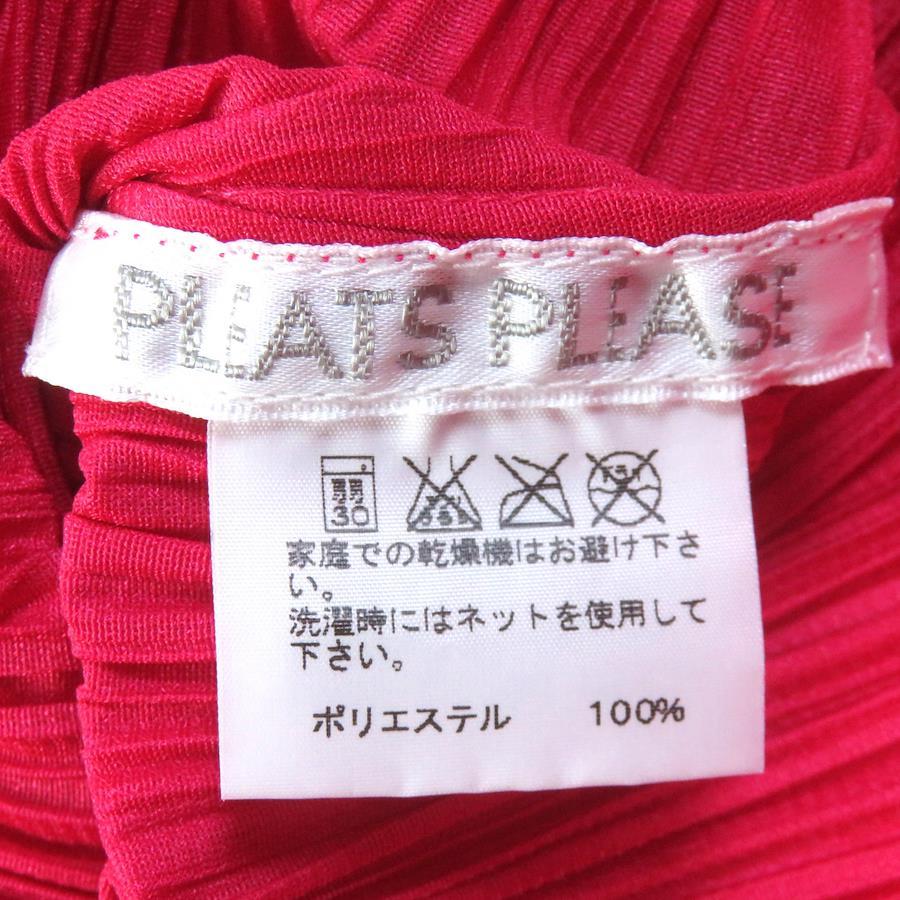 PLEATS PLEASE
弱
30
家庭での乾燥機はお避け下さ
い。
洗濯時にはネットを使用して
下さい。
ポリエステル 100%